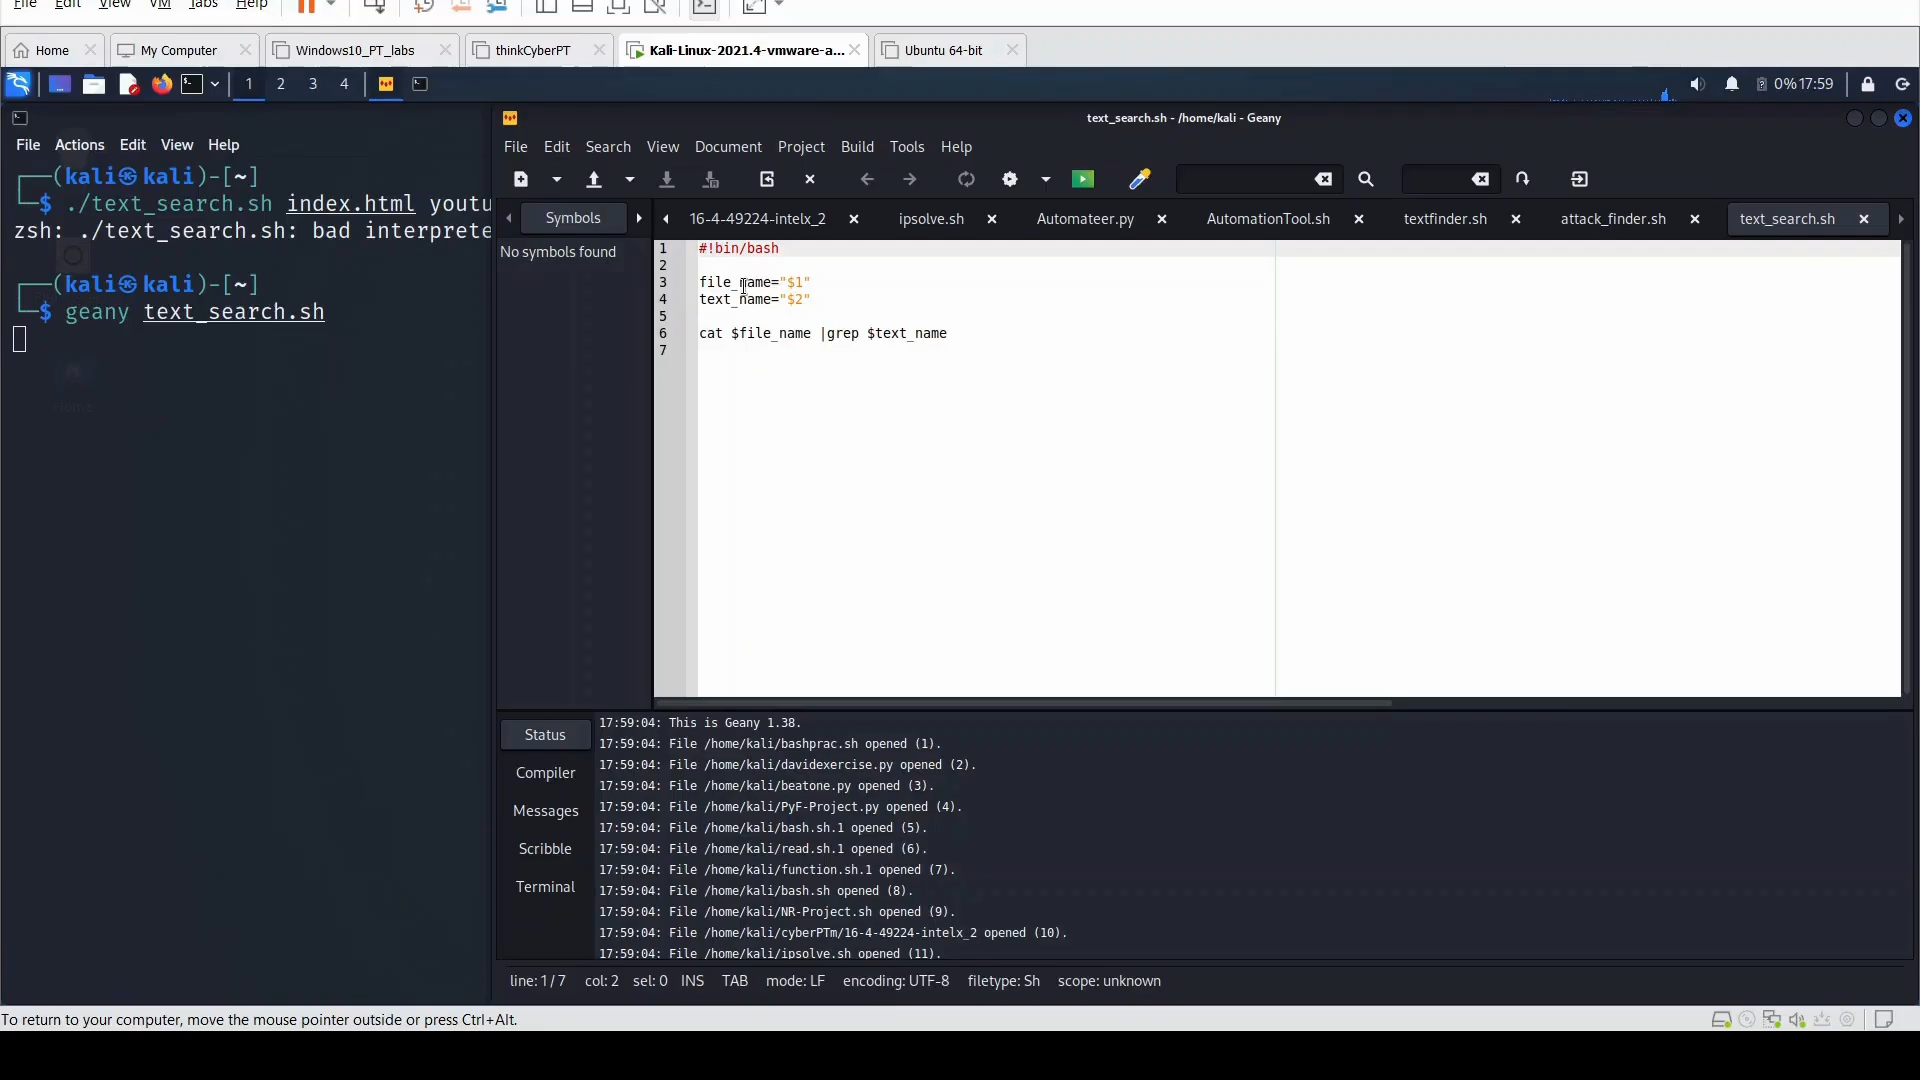 File Edit View VM Tabs Help
Home My Computer Windows10_PT_labs thinkCyberPT Kali-Linux-2021.4-vmware-a... Ubuntu 64-bit
1 2 3 4 0% 17:59
text_search.sh - /home/kali - Geany
File Actions Edit View Help
File Edit Search View Document Project Build Tools Help
┌──(kali㉿kali)-[~]
└─$ ./text_search.sh index.html youtu
zsh: ./text_search.sh: bad interprete
┌──(kali㉿kali)-[~]
└─$ geany text_search.sh
Symbols
No symbols found
16-4-49224-intelx_2 ipsolve.sh Automateer.py AutomationTool.sh textfinder.sh attack_finder.sh text_search.sh
1 #!bin/bash
2
3 file_name="$1"
4 text_name="$2"
5
6 cat $file_name |grep $text_name
7
Status
Compiler
Messages
Scribble
Terminal
17:59:04: This is Geany 1.38.
17:59:04: File /home/kali/bashprac.sh opened (1).
17:59:04: File /home/kali/davidexercise.py opened (2).
17:59:04: File /home/kali/beatone.py opened (3).
17:59:04: File /home/kali/PyF-Project.py opened (4).
17:59:04: File /home/kali/bash.sh.1 opened (5).
17:59:04: File /home/kali/read.sh.1 opened (6).
17:59:04: File /home/kali/function.sh.1 opened (7).
17:59:04: File /home/kali/bash.sh opened (8).
17:59:04: File /home/kali/NR-Project.sh opened (9).
17:59:04: File /home/kali/cyberPTm/16-4-49224-intelx_2 opened (10).
17:59:04: File /home/kali/ipsolve.sh opened (11).
line: 1 / 7 col: 2 sel: 0 INS TAB mode: LF encoding: UTF-8 filetype: Sh scope: unknown
To return to your computer, move the mouse pointer outside or press Ctrl+Alt.